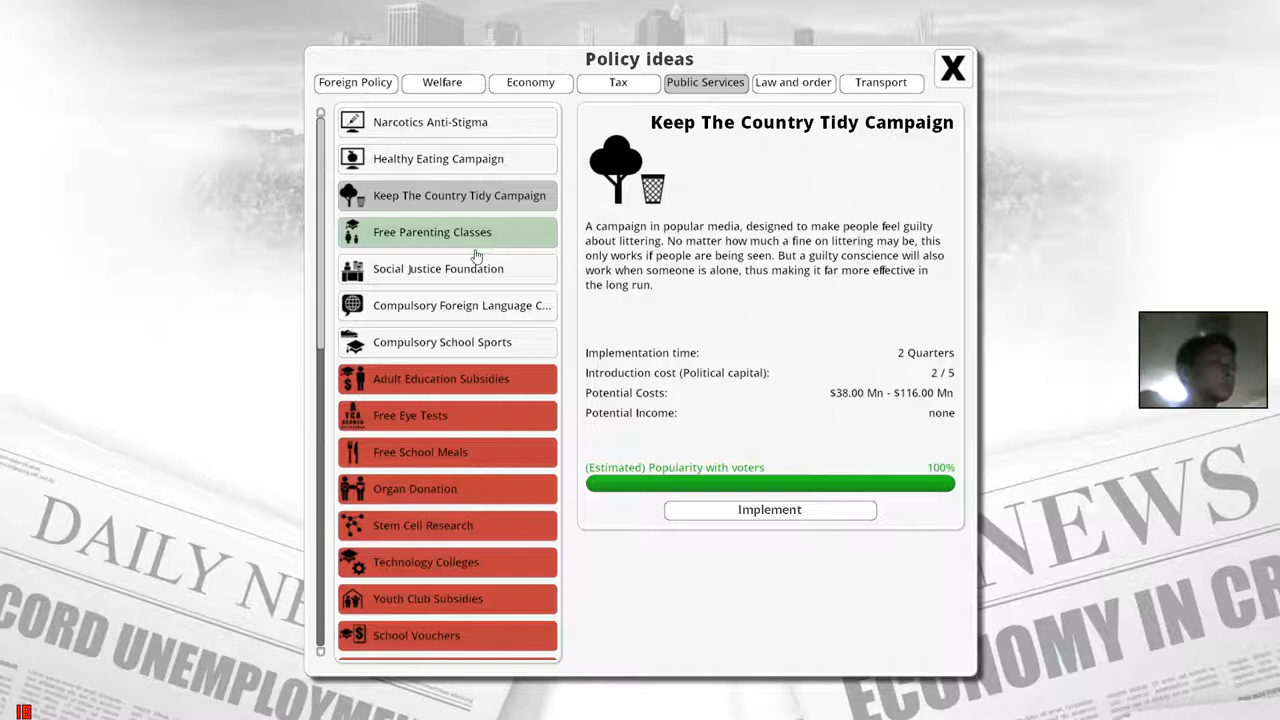 Policy ideas
X
Foreign Policy
Welfare
Economy
Tax
Public Services
Law and order
Transport
Narcotics Anti-Stigma
Healthy Eating Campaign
Keep The Country Tidy Campaign
Free Parenting Classes
Social Justice Foundation
Compulsory Foreign Language C...
Compulsory School Sports
Adult Education Subsidies
Free Eye Tests
Free School Meals
Organ Donation
Stem Cell Research
Technology Colleges
Youth Club Subsidies
School Vouchers
Keep The Country Tidy Campaign
A campaign in popular media, designed to make people feel guilty
about littering. No matter how much a fine on littering may be, this
only works if people are being seen. But a guilty conscience will also
work when someone is alone, thus making it far more effective in
the long run.
Implementation time: 2 Quarters
Introduction cost (Political capital): 2 / 5
Potential Costs: $38.00 Mn - $116.00 Mn
Potential Income: none
(Estimated) Popularity with voters 100%
Implement
DAILY NE
CORD UNEMPLOYM
NEWS
ECONOMY IN CR
18